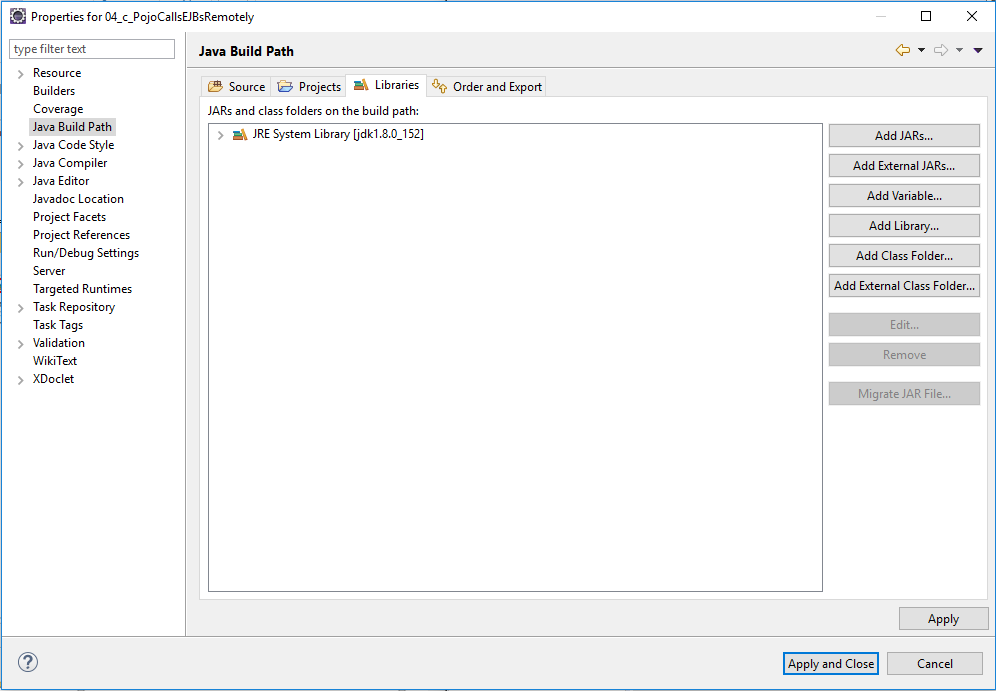 Properties for 04_c_PojoCallsEJBsRemotely
type filter text
Resource
Builders
Coverage
Java Build Path
Java Code Style
Java Compiler
Java Editor
Javadoc Location
Project Facets
Project References
Run/Debug Settings
Server
Targeted Runtimes
Task Repository
Task Tags
Validation
WikiText
XDoclet
Java Build Path
Source Projects Libraries Order and Export
JARs and class folders on the build path:
JRE System Library [jdk1.8.0_152]
Add JARs...
Add External JARs...
Add Variable...
Add Library...
Add Class Folder...
Add External Class Folder...
Edit...
Remove
Migrate JAR File...
Apply
? Apply and Close Cancel